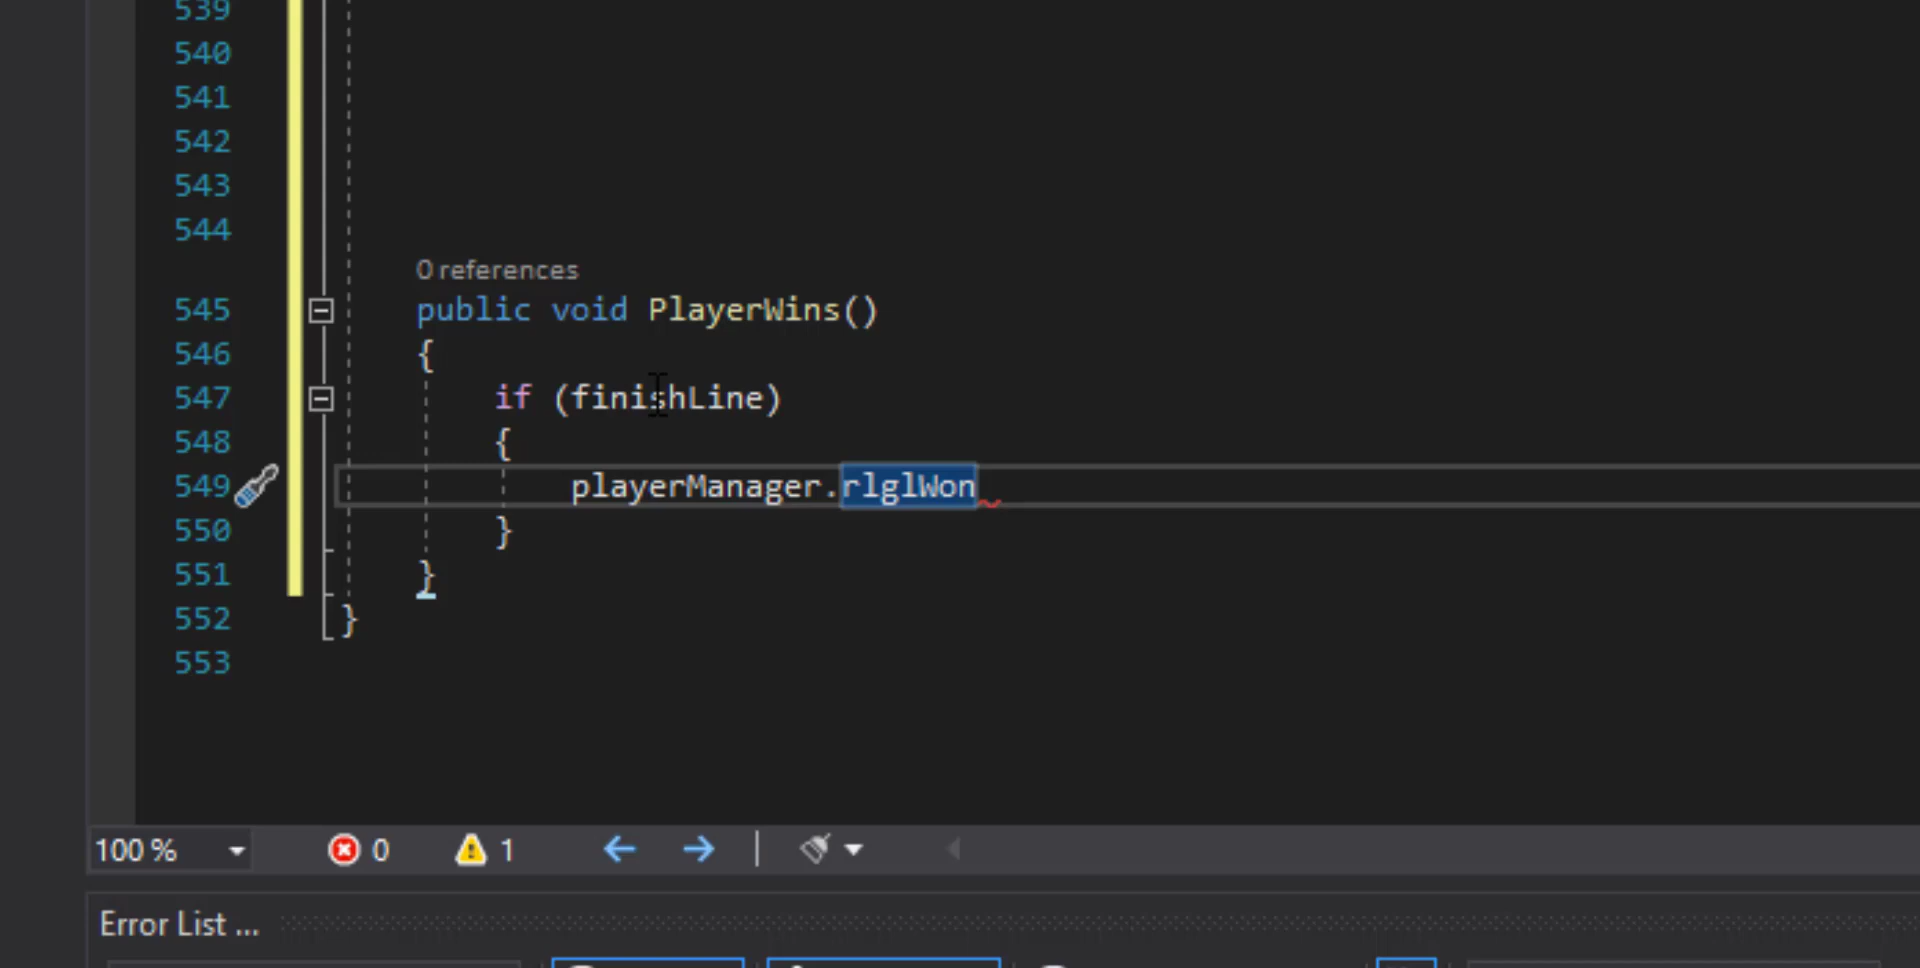 539
540
541
542
543
544
0 references
545 public void PlayerWins()
546 {
547 if (finishLine)
548 {
549 playerManager.rlglWon
550 }
551 }
552 }
553
100 % 0 1
Error List ...